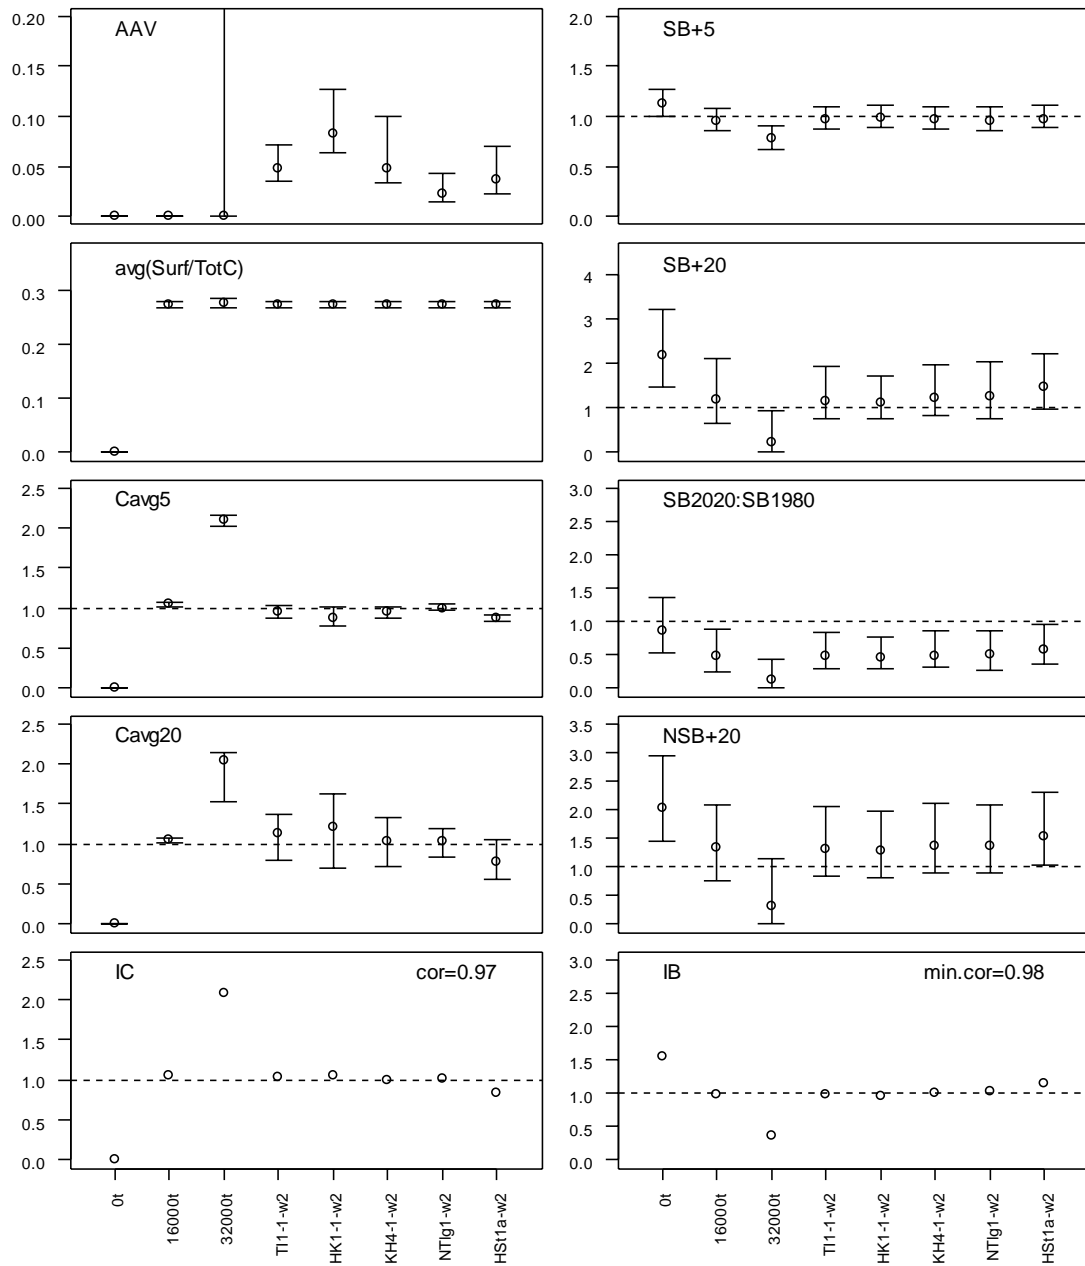 AAV
0.20
0.15
0.10
0.05
0.00
SB+5
2.0
1.5
1.0
0.5
0.0
avg(Surf/TotC)
0.3
0.2
0.1
0.0
SB+20
4
3
2
1
0
Cavg5
2.5
2.0
1.5
1.0
0.5
0.0
SB2020:SB1980
3.0
2.5
2.0
1.5
1.0
0.5
0.0
Cavg20
2.5
2.0
1.5
1.0
0.5
0.0
NSB+20
3.5
3.0
2.5
2.0
1.5
1.0
0.5
0.0
IC cor=0.97
2.5
2.0
1.5
1.0
0.5
0.0
IB min.cor=0.98
3.0
2.5
2.0
1.5
1.0
0.5
0.0
0t
16000t
32000t
TI1-1-w2
HK1-1-w2
KH4-1-w2
NTIg1-w2
HSt1a-w2
0t
16000t
32000t
TI1-1-w2
HK1-1-w2
KH4-1-w2
NTIg1-w2
HSt1a-w2